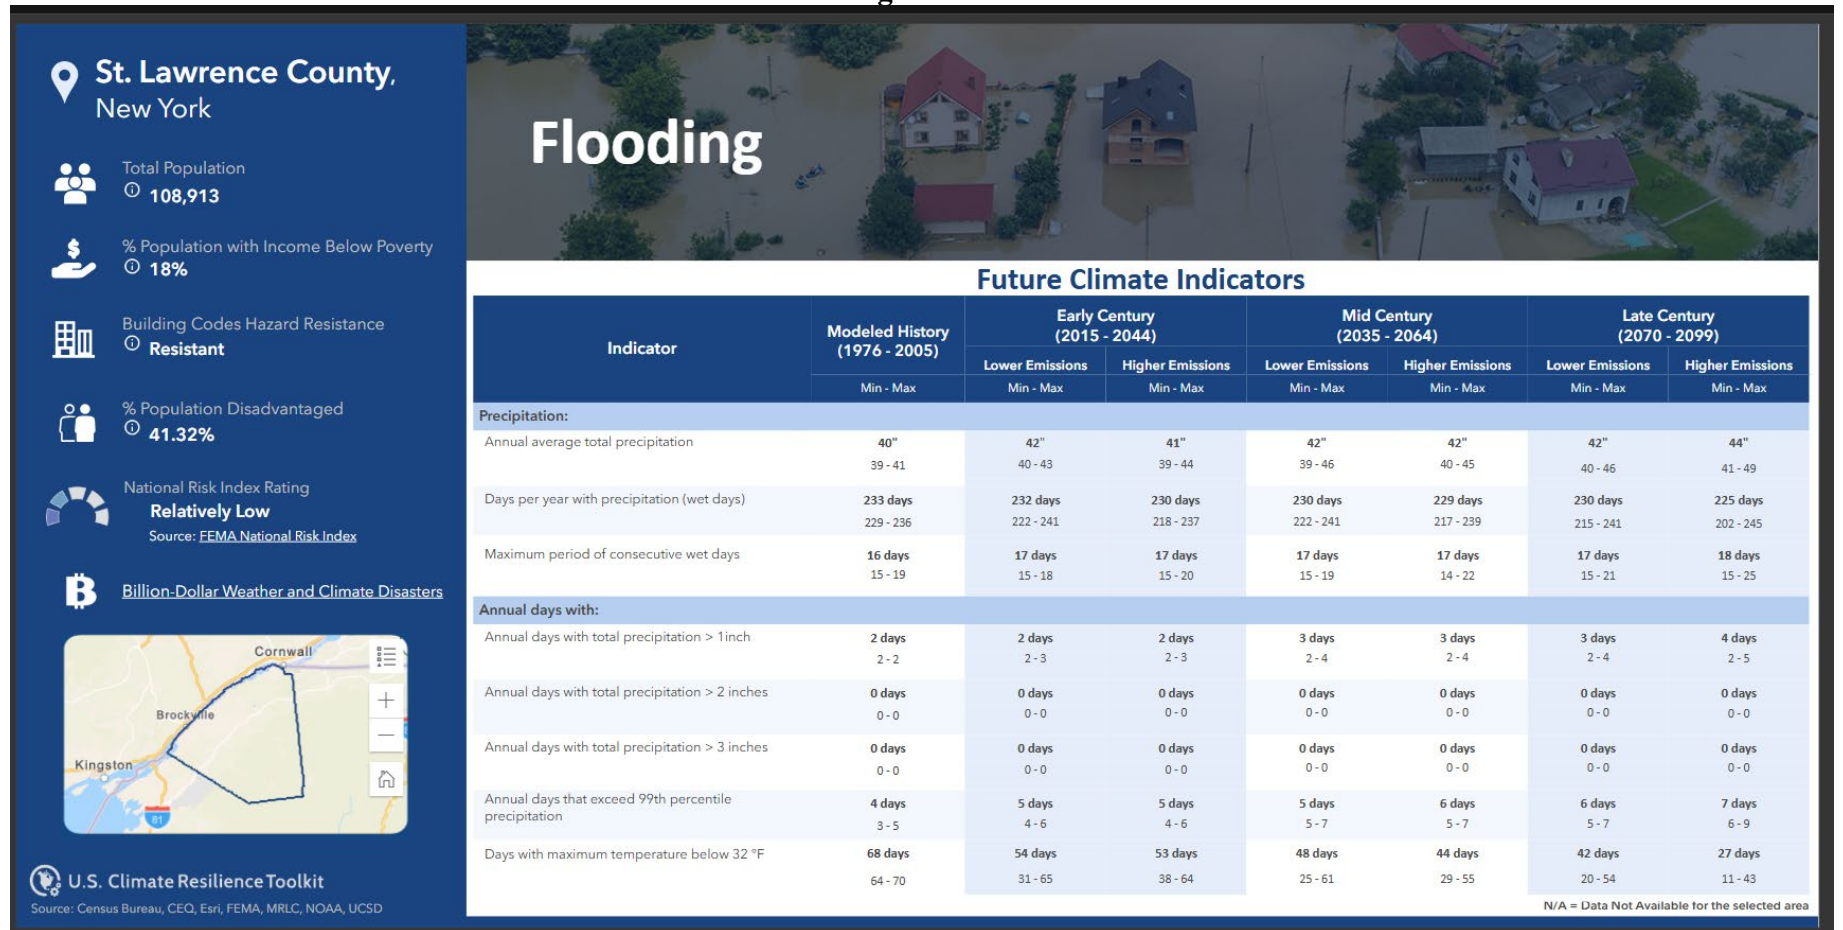 St. Lawrence County,
New York
Total Population
108,913
% Population with Income Below Poverty
18%
Building Codes Hazard Resistance
Resistant
% Population Disadvantaged
41.32%
National Risk Index Rating
Relatively Low
Source: FEMA National Risk Index
Billion-Dollar Weather and Climate Disasters
Cornwall
Brockville
Kingston
81
U.S. Climate Resilience Toolkit
Source: Census Bureau, CEQ, Esri, FEMA, MRLC, NOAA, UCSD
Flooding
Future Climate Indicators
Indicator
Modeled History
(1976 - 2005)
Early Century
(2015 - 2044)
Mid Century
(2035 - 2064)
Late Century
(2070 - 2099)
Lower Emissions Higher Emissions Lower Emissions Higher Emissions Lower Emissions Higher Emissions
Min - Max Min - Max Min - Max Min - Max Min - Max Min - Max Min - Max
Precipitation:
Annual average total precipitation 40" 42" 41" 42" 42" 42" 44"
39 - 41 40 - 43 39 - 44 39 - 46 40 - 45 40 - 46 41 - 49
Days per year with precipitation (wet days) 233 days 232 days 230 days 230 days 229 days 230 days 225 days
229 - 236 222 - 241 218 - 237 222 - 241 217 - 239 215 - 241 202 - 245
Maximum period of consecutive wet days 16 days 17 days 17 days 17 days 17 days 17 days 18 days
15 - 19 15 - 18 15 - 20 15 - 19 14 - 22 15 - 21 15 - 25
Annual days with:
Annual days with total precipitation > 1inch 2 days 2 days 2 days 3 days 3 days 3 days 4 days
2 - 2 2 - 3 2 - 3 2 - 4 2 - 4 2 - 4 2 - 5
Annual days with total precipitation > 2 inches 0 days 0 days 0 days 0 days 0 days 0 days 0 days
0 - 0 0 - 0 0 - 0 0 - 0 0 - 0 0 - 0 0 - 0
Annual days with total precipitation > 3 inches 0 days 0 days 0 days 0 days 0 days 0 days 0 days
0 - 0 0 - 0 0 - 0 0 - 0 0 - 0 0 - 0 0 - 0
Annual days that exceed 99th percentile
precipitation
4 days 5 days 5 days 5 days 6 days 6 days 7 days
3 - 5 4 - 6 4 - 6 5 - 7 5 - 7 5 - 7 6 - 9
Days with maximum temperature below 32 °F 68 days 54 days 53 days 48 days 44 days 42 days 27 days
64 - 70 31 - 65 38 - 64 25 - 61 29 - 55 20 - 54 11 - 43
N/A = Data Not Available for the selected area